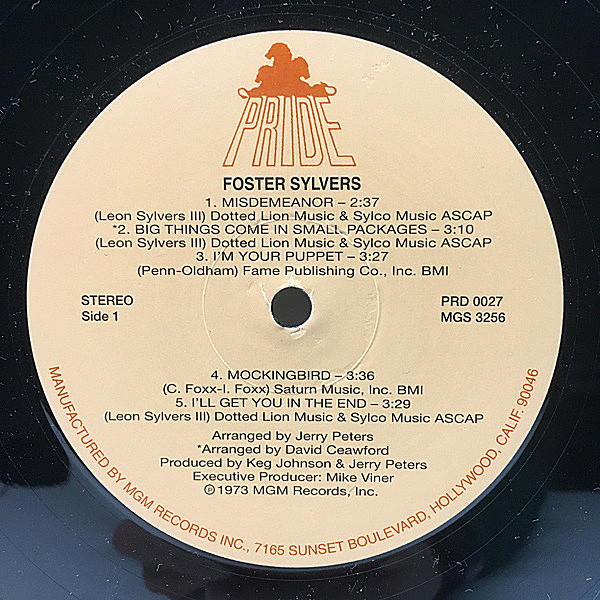 PRIDE
FOSTER SYLVERS
1. MISDEMEANOR – 2:37
(Leon Sylvers III) Dotted Lion Music & Sylco Music ASCAP
*2. BIG THINGS COME IN SMALL PACKAGES – 3:10
(Leon Sylvers III) Dotted Lion Music & Sylco Music ASCAP
3. I'M YOUR PUPPET – 3:27
(Penn-Oldham) Fame Publishing Co., Inc. BMI
STEREO
Side 1
PRD 0027
MGS 3256
4. MOCKINGBIRD – 3:36
(C. Foxx-I. Foxx) Saturn Music, Inc. BMI
5. I'LL GET YOU IN THE END – 3:29
(Leon Sylvers III) Dotted Lion Music & Sylco Music ASCAP
Arranged by Jerry Peters
*Arranged by David Ceawford
Produced by Keg Johnson & Jerry Peters
Executive Producer: Mike Viner
℗1973 MGM Records, Inc.
MANUFACTURED BY MGM RECORDS INC., 7165 SUNSET BOULEVARD, HOLLYWOOD, CALIF. 90046